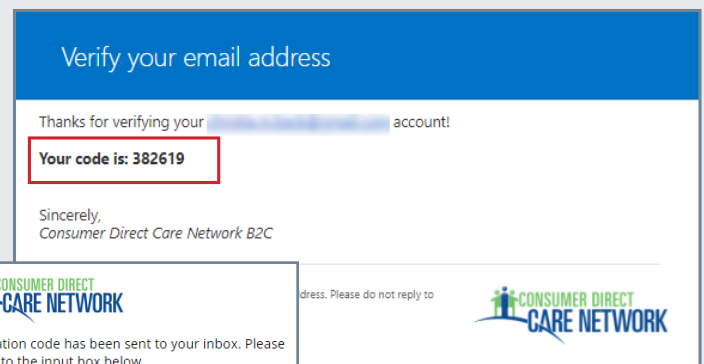 Verify your email address
Thanks for verifying your account!
Your code is: 382619
Sincerely,
Consumer Direct Care Network B2C
dress. Please do not reply to
CONSUMER DIRECT
CARE NETWORK
CONSUMER DIRECT
CARE NETWORK
ation code has been sent to your inbox. Please
to the input box below.